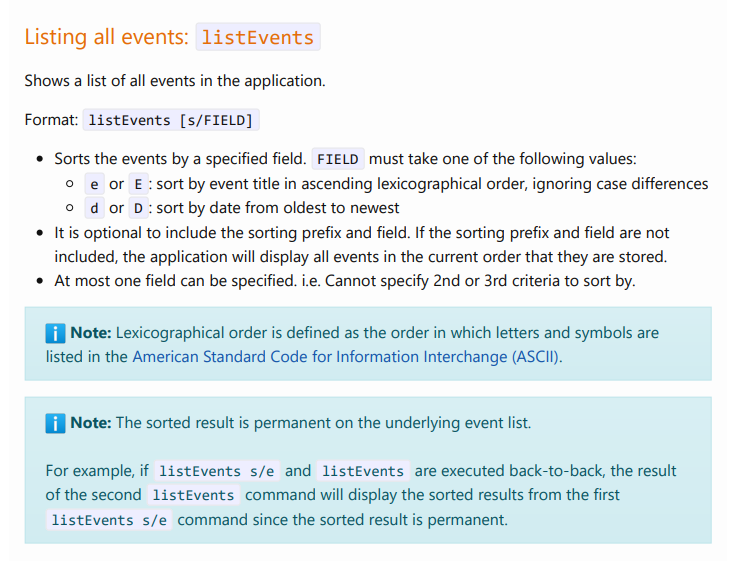 Listing all events: listEvents
Shows a list of all events in the application.
Format: listEvents [s/FIELD]
• Sorts the events by a specified field. FIELD must take one of the following values:
○ e or E : sort by event title in ascending lexicographical order, ignoring case differences
○ d or D : sort by date from oldest to newest
• It is optional to include the sorting prefix and field. If the sorting prefix and field are not
included, the application will display all events in the current order that they are stored.
• At most one field can be specified. i.e. Cannot specify 2nd or 3rd criteria to sort by.
ℹ️ Note: Lexicographical order is defined as the order in which letters and symbols are
listed in the American Standard Code for Information Interchange (ASCII).
ℹ️ Note: The sorted result is permanent on the underlying event list.
For example, if listEvents s/e and listEvents are executed back-to-back, the result
of the second listEvents command will display the sorted results from the first
listEvents s/e command since the sorted result is permanent.